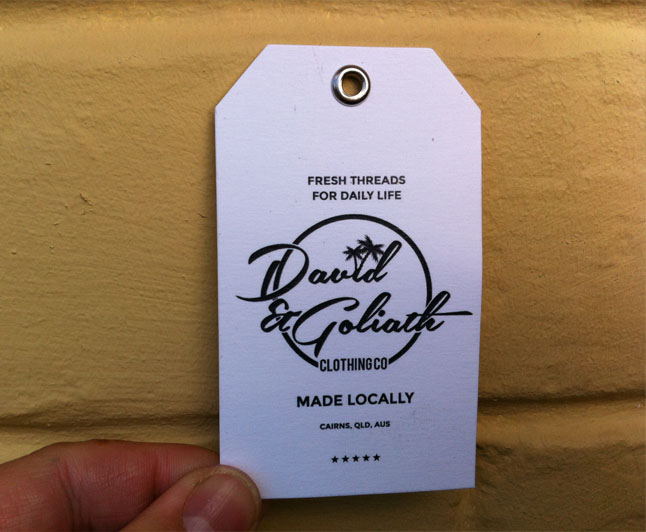 FRESH THREADS
FOR DAILY LIFE
David
& Goliath
CLOTHING CO
MADE LOCALLY
CAIRNS, QLD, AUS